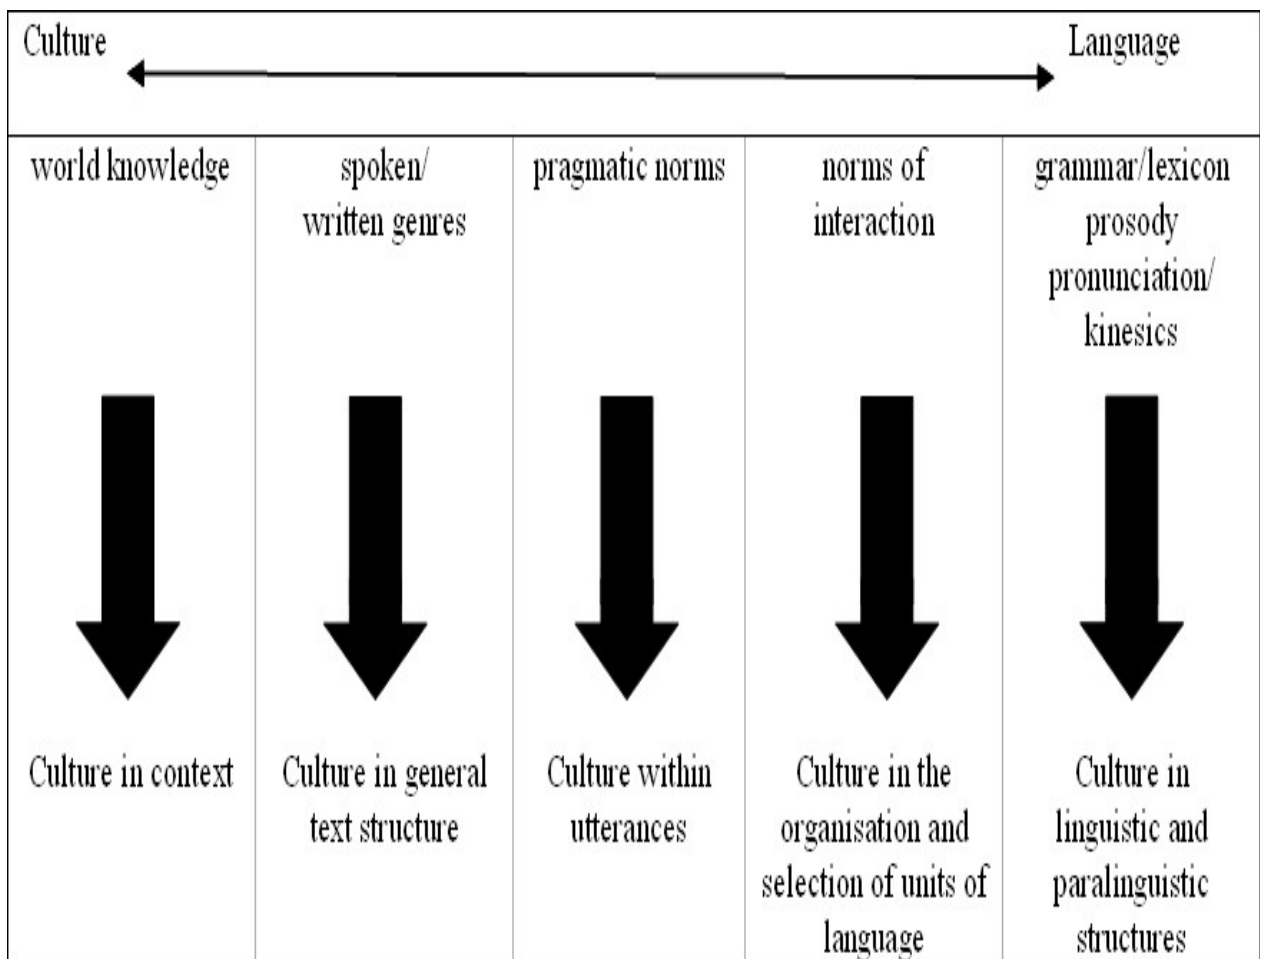 Culture
Language
world knowledge
spoken/
written genres
pragmatic norms
norms of
interaction
grammar/lexicon
prosody
pronunciation/
kinesics
Culture in context
Culture in general
text structure
Culture within
utterances
Culture in the
organisation and
selection of units of
language
Culture in
linguistic and
paralinguistic
structures